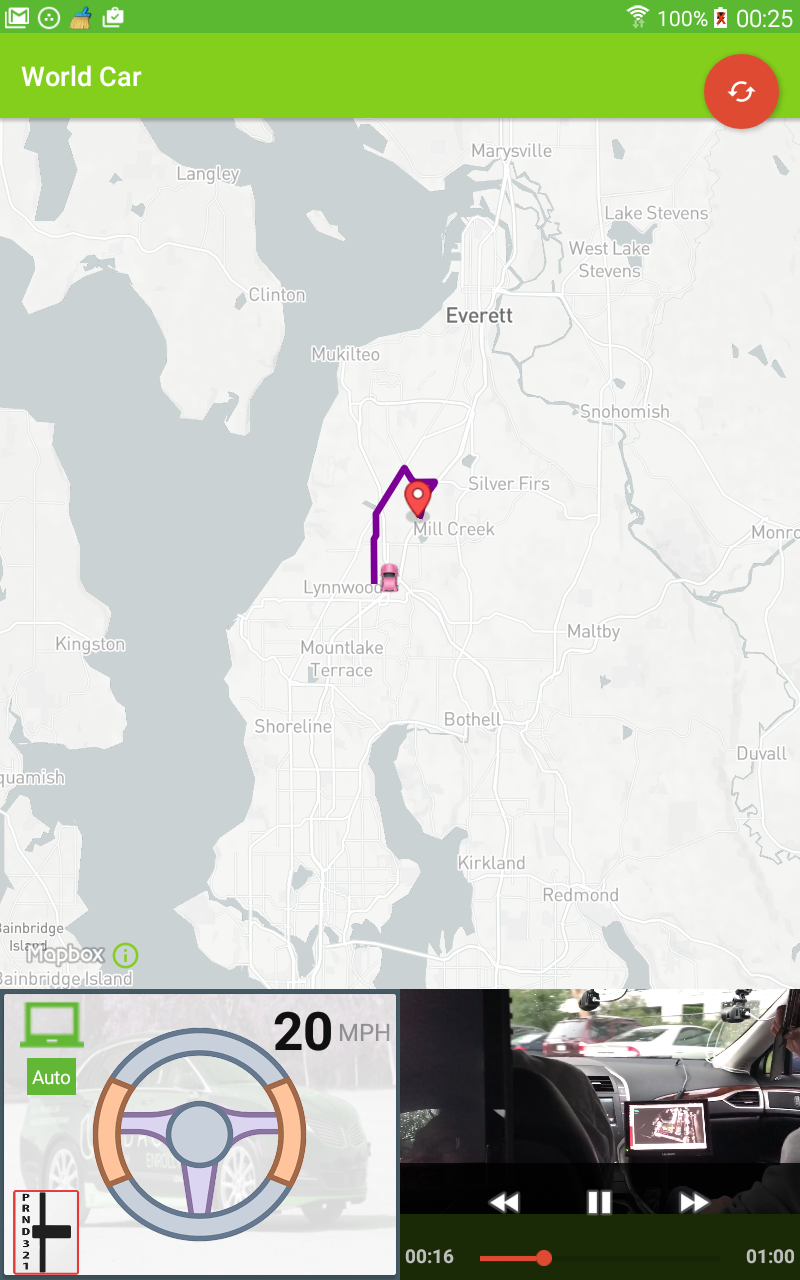 100% 00:25
World Car
Marysville
Langley
Lake Stevens
West Lake
Stevens
Clinton
Everett
Mukilteo
Snohomish
Silver Firs
Mill Creek
Monro
Lynnwood
Maltby
Kingston
Mountlake
Terrace
Shoreline
Bothell
Duvall
quamish
Kirkland
Redmond
Bainbridge
Island
Mapbox
Bainbridge Island
20 MPH
Auto
P
R
N
D
3
2
1
00:16
01:00